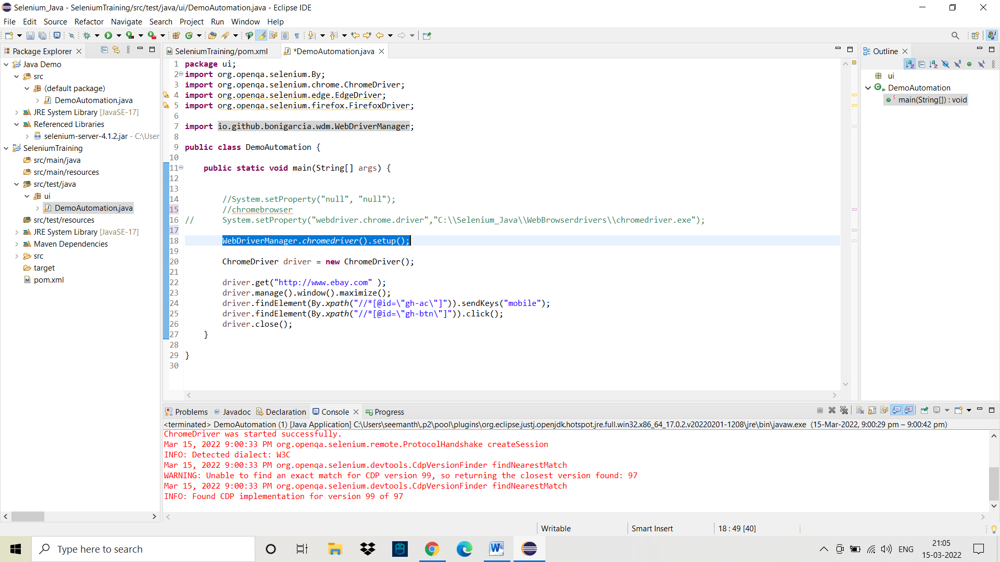 Selenium_Java - SeleniumTraining/src/test/java/ui/DemoAutomation.java - Eclipse IDE
File Edit Source Refactor Navigate Search Project Run Window Help
Package Explorer
Java Demo
src
(default package)
DemoAutomation.java
JRE System Library [JavaSE-17]
Referenced Libraries
selenium-server-4.1.2.jar - C:\User
SeleniumTraining
src/main/java
src/main/resources
src/test/java
ui
DemoAutomation.java
src/test/resources
JRE System Library [JavaSE-17]
Maven Dependencies
src
target
pom.xml
SeleniumTraining/pom.xml *DemoAutomation.java
1 package ui;
2 import org.openqa.selenium.By;
3 import org.openqa.selenium.chrome.ChromeDriver;
4 import org.openqa.selenium.edge.EdgeDriver;
5 import org.openqa.selenium.firefox.FirefoxDriver;
6
7 import io.github.bonigarcia.wdm.WebDriverManager;
8
9 public class DemoAutomation {
10
11 public static void main(String[] args) {
12
13
14 //System.setProperty("null", "null");
15 //chromebrowser
16 // System.setProperty("webdriver.chrome.driver","C:\\Selenium_Java\\WebBrowserdrivers\\chromedriver.exe");
17
18 WebDriverManager.chromedriver().setup();
19
20 ChromeDriver driver = new ChromeDriver();
21
22 driver.get("http://www.ebay.com" );
23 driver.manage().window().maximize();
24 driver.findElement(By.xpath("//*[@id=\"gh-ac\"]")).sendKeys("mobile");
25 driver.findElement(By.xpath("//*[@id=\"gh-btn\"]")).click();
26 driver.close();
27 }
28
29 }
30
Outline
ui
DemoAutomation
main(String[]) : void
Problems @ Javadoc Declaration Console Progress
<terminated> DemoAutomation (1) [Java Application] C:\Users\seemanth\.p2\pool\plugins\org.eclipse.justj.openjdk.hotspot.jre.full.win32.x86_64_17.0.2.v20220201-1208\jre\bin\javaw.exe (15-Mar-2022, 9:00:29 pm – 9:00:42 pm)
ChromeDriver was started successfully.
Mar 15, 2022 9:00:33 PM org.openqa.selenium.remote.ProtocolHandshake createSession
INFO: Detected dialect: W3C
Mar 15, 2022 9:00:33 PM org.openqa.selenium.devtools.CdpVersionFinder findNearestMatch
WARNING: Unable to find an exact match for CDP version 99, so returning the closest version found: 97
Mar 15, 2022 9:00:33 PM org.openqa.selenium.devtools.CdpVersionFinder findNearestMatch
INFO: Found CDP implementation for version 99 of 97
Writable Smart Insert 18 : 49 [40]
Type here to search
ENG
21:05
15-03-2022